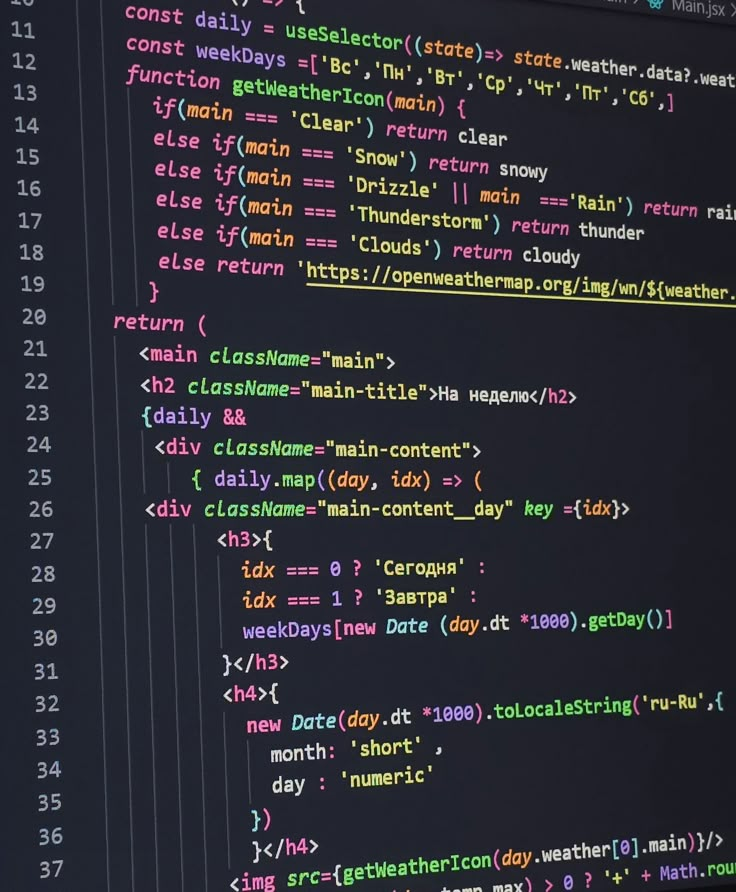 Main.jsx
10 () => {
11 const daily = useSelector((state)=> state.weather.data?.weat
12 const weekDays =['Вс','Пн','Вт','Ср','Чт','Пт','Сб',]
13 function getWeatherIcon(main) {
14 if(main === 'Clear') return clear
15 else if(main === 'Snow') return snowy
16 else if(main === 'Drizzle' || main ==='Rain') return rai
17 else if(main === 'Thunderstorm') return thunder
18 else if(main === 'Clouds') return cloudy
19 else return 'https://openweathermap.org/img/wn/${weather.
20 }
21 return (
22 <main className="main">
23 <h2 className="main-title">На неделю</h2>
24 {daily &&
25 <div className="main-content">
26 { daily.map((day, idx) => (
27 <div className="main-content__day" key ={idx}>
28 <h3>{
29 idx === 0 ? 'Сегодня' :
30 idx === 1 ? 'Завтра' :
31 weekDays[new Date (day.dt *1000).getDay()]
32 }</h3>
33 <h4>{
34 new Date(day.dt *1000).toLocaleString('ru-Ru',{
35 month: 'short' ,
36 day : 'numeric'
37 })
}</h4>
<img src={getWeatherIcon(day.weather[0].main)}/>
max) > 0 ? '+' + Math.rou